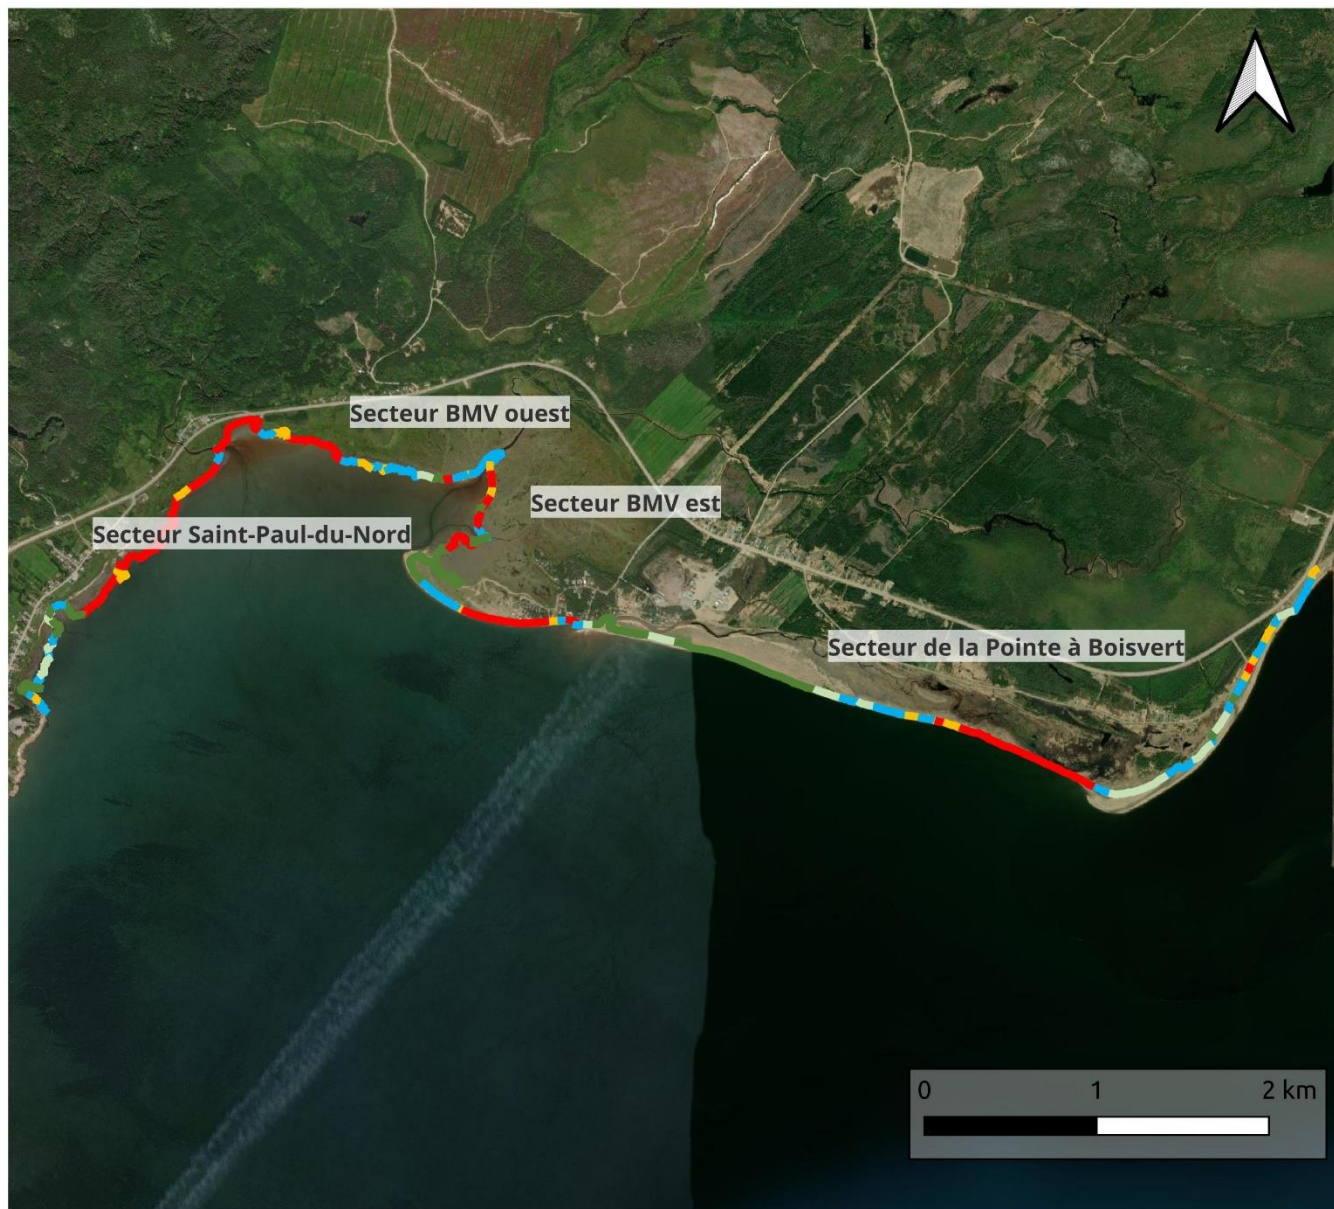 Secteur BMV ouest
Secteur BMV est
Secteur Saint-Paul-du-Nord
Secteur de la Pointe à Boisvert
0 1 2 km